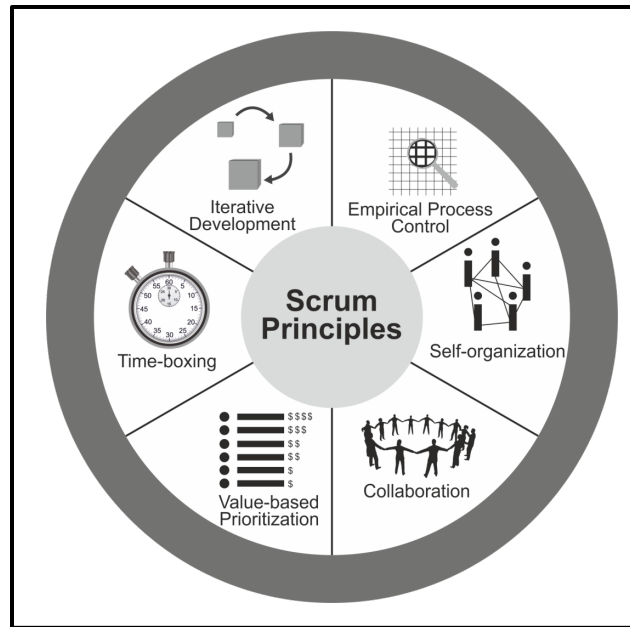 Scrum
Principles
Iterative
Development
Empirical Process
Control
Self-organization
Collaboration
Value-based
Prioritization
$$$$
$$$
$$
$$
$
$
Time-boxing
60
5
10
15
20
25
30
35
40
45
50
55